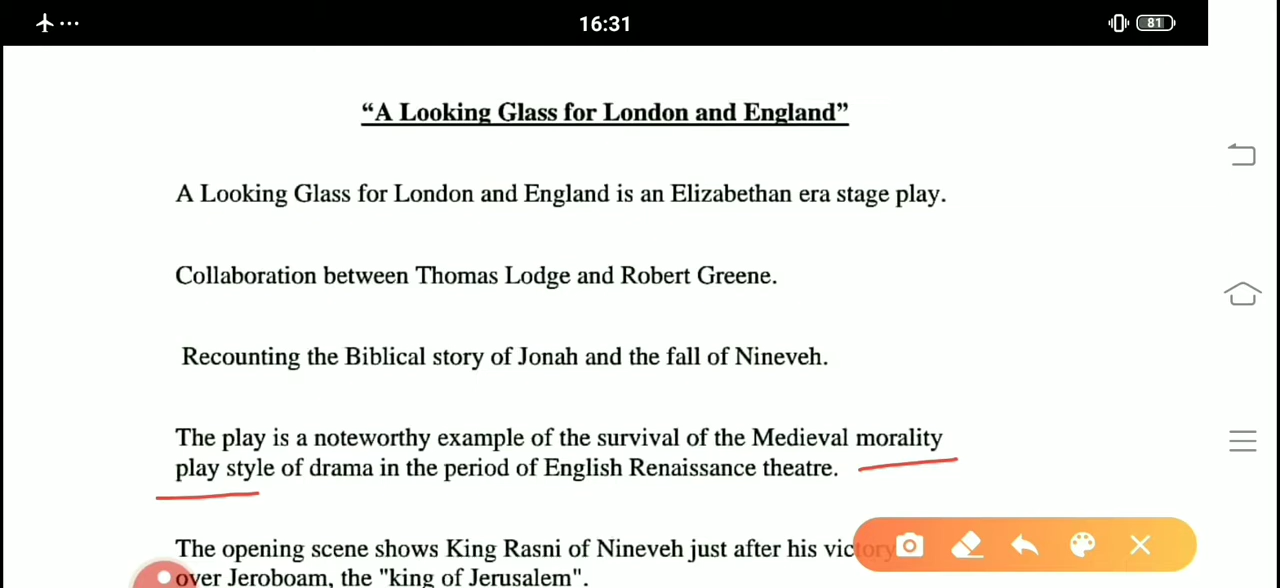 16:31
81
“A Looking Glass for London and England”
A Looking Glass for London and England is an Elizabethan era stage play.
Collaboration between Thomas Lodge and Robert Greene.
Recounting the Biblical story of Jonah and the fall of Nineveh.
The play is a noteworthy example of the survival of the Medieval morality
play style of drama in the period of English Renaissance theatre.
The opening scene shows King Rasni of Nineveh just after his victory
over Jeroboam, the "king of Jerusalem".